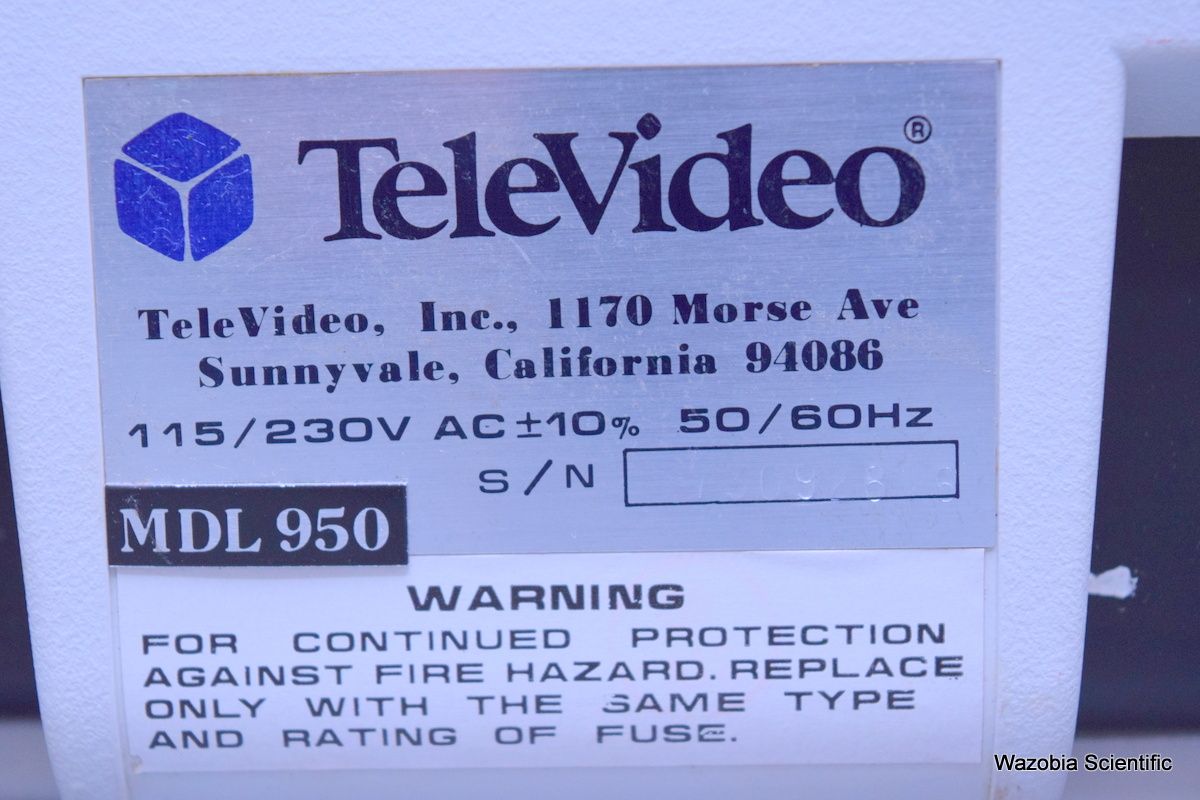 TeleVideo®
TeleVideo, Inc., 1170 Morse Ave
Sunnyvale, California 94086
115/230V AC ±10% 50/60Hz
S/N
MDL 950
WARNING
FOR CONTINUED PROTECTION
AGAINST FIRE HAZARD. REPLACE
ONLY WITH THE SAME TYPE
AND RATING OF FUSE.
Wazobia Scientific